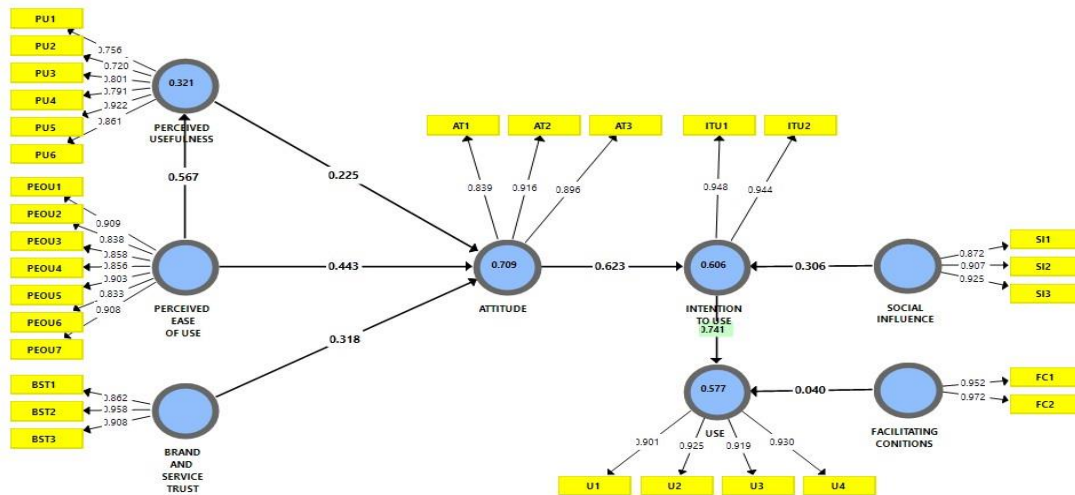 PU1
PU2
PU3
PU4
PU5
PU6
0.756
0.720
0.801
0.791
0.922
0.861
0.321
PERCEIVED
USEFULNESS
0.567
0.225
PEOU1
PEOU2
PEOU3
PEOU4
PEOU5
PEOU6
PEOU7
0.909
0.838
0.858
0.856
0.903
0.833
0.908
PERCEIVED
EASE
OF USE
0.443
BST1
BST2
BST3
0.862
0.958
0.908
BRAND
AND
SERVICE
TRUST
0.318
AT1
AT2
AT3
0.839
0.916
0.896
0.709
ATTITUDE
0.623
ITU1
ITU2
0.948
0.944
0.606
INTENTION
TO USE
0.741
0.306
SOCIAL
INFLUENCE
0.872
0.907
0.925
SI1
SI2
SI3
0.577
USE
0.040
FACILITATING
CONITIONS
0.952
0.972
FC1
FC2
0.901
0.925
0.919
0.930
U1
U2
U3
U4